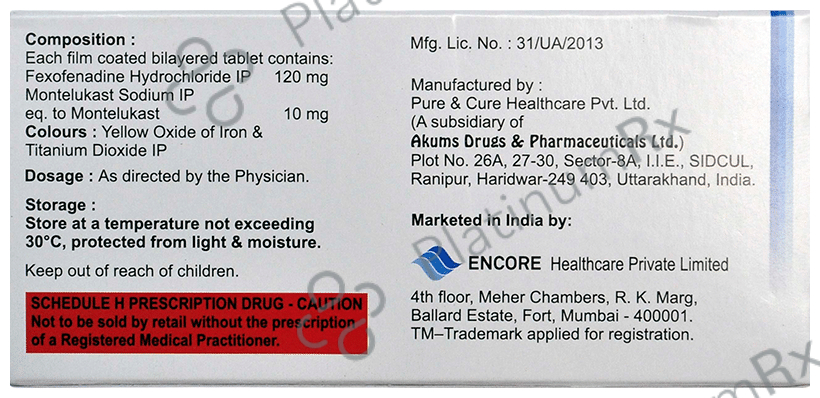 Composition :
Each film coated bilayered tablet contains:
Fexofenadine Hydrochloride IP 120 mg
Montelukast Sodium IP
eq. to Montelukast 10 mg
Colours : Yellow Oxide of Iron &
Titanium Dioxide IP
Dosage : As directed by the Physician.
Storage :
Store at a temperature not exceeding
30°C, protected from light & moisture.
Keep out of reach of children.
SCHEDULE H PRESCRIPTION DRUG - CAUTION
Not to be sold by retail without the prescription
of a Registered Medical Practitioner.
Mfg. Lic. No. : 31/UA/2013
Manufactured by :
Pure & Cure Healthcare Pvt. Ltd.
(A subsidiary of
Akums Drugs & Pharmaceuticals Ltd.)
Plot No. 26A, 27-30, Sector-8A, I.I.E., SIDCUL,
Ranipur, Haridwar-249 403, Uttarakhand, India.
Marketed in India by:
ENCORE Healthcare Private Limited
4th floor, Meher Chambers, R. K. Marg,
Ballard Estate, Fort, Mumbai - 400001.
TM–Trademark applied for registration.
PlatinumRx